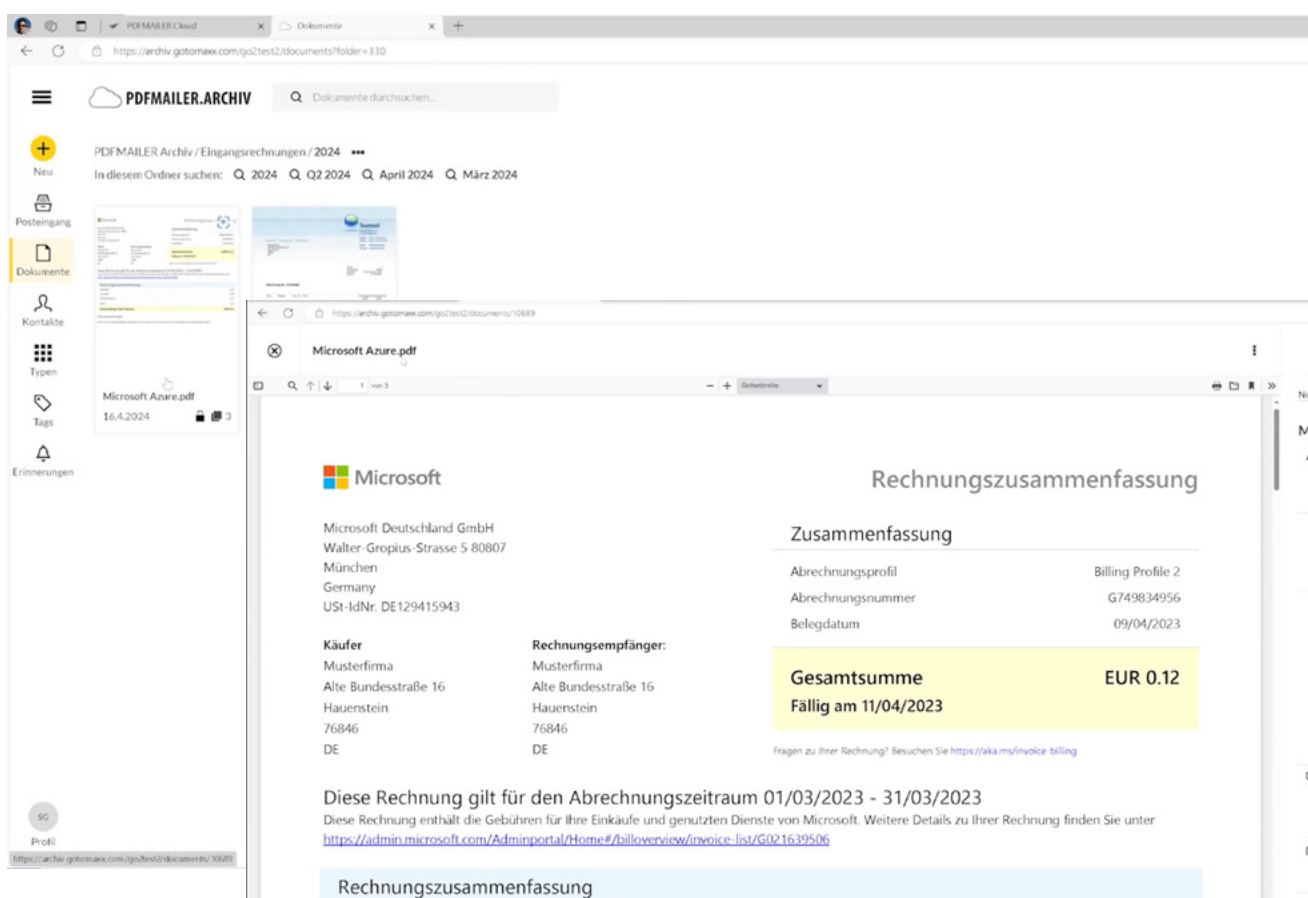 PDFMAILER Cloud
Dokumente
https://archiv.gotomaxx.com/go2test2/documents?folder=330
PDFMAILER.ARCHIV
Dokumente durchsuchen...
Neu
Posteingang
Dokumente
Kontakte
Typen
Tags
Erinnerungen
PDFMAILER Archiv / Eingangsrechnungen / 2024 •••
In diesem Ordner suchen: 2024 Q2 2024 April 2024 März 2024
Microsoft Azure.pdf
16.4.2024 3
SG
Profil
https://archiv.gotomaxx.com/go2test2/documents/10689
https://archiv.gotomaxx.com/go2test2/documents/10689
Microsoft Azure.pdf
1 von 3
Seitenbreite
Microsoft
Rechnungszusammenfassung
Microsoft Deutschland GmbH
Walter-Gropius-Strasse 5 80807
München
Germany
USt-IdNr. DE129415943
Zusammenfassung
Abrechnungsprofil Billing Profile 2
Abrechnungsnummer G749834956
Belegdatum 09/04/2023
Käufer
Musterfirma
Alte Bundesstraße 16
Hauenstein
76846
DE
Rechnungsempfänger:
Musterfirma
Alte Bundesstraße 16
Hauenstein
76846
DE
Gesamtsumme EUR 0.12
Fällig am 11/04/2023
Fragen zu Ihrer Rechnung? Besuchen Sie https://aka.ms/invoice-billing
Diese Rechnung gilt für den Abrechnungszeitraum 01/03/2023 - 31/03/2023
Diese Rechnung enthält die Gebühren für Ihre Einkäufe und genutzten Dienste von Microsoft. Weitere Details zu Ihrer Rechnung finden Sie unter
https://admin.microsoft.com/Adminportal/Home#/billoverview/invoice-list/G021639506
Rechnungszusammenfassung